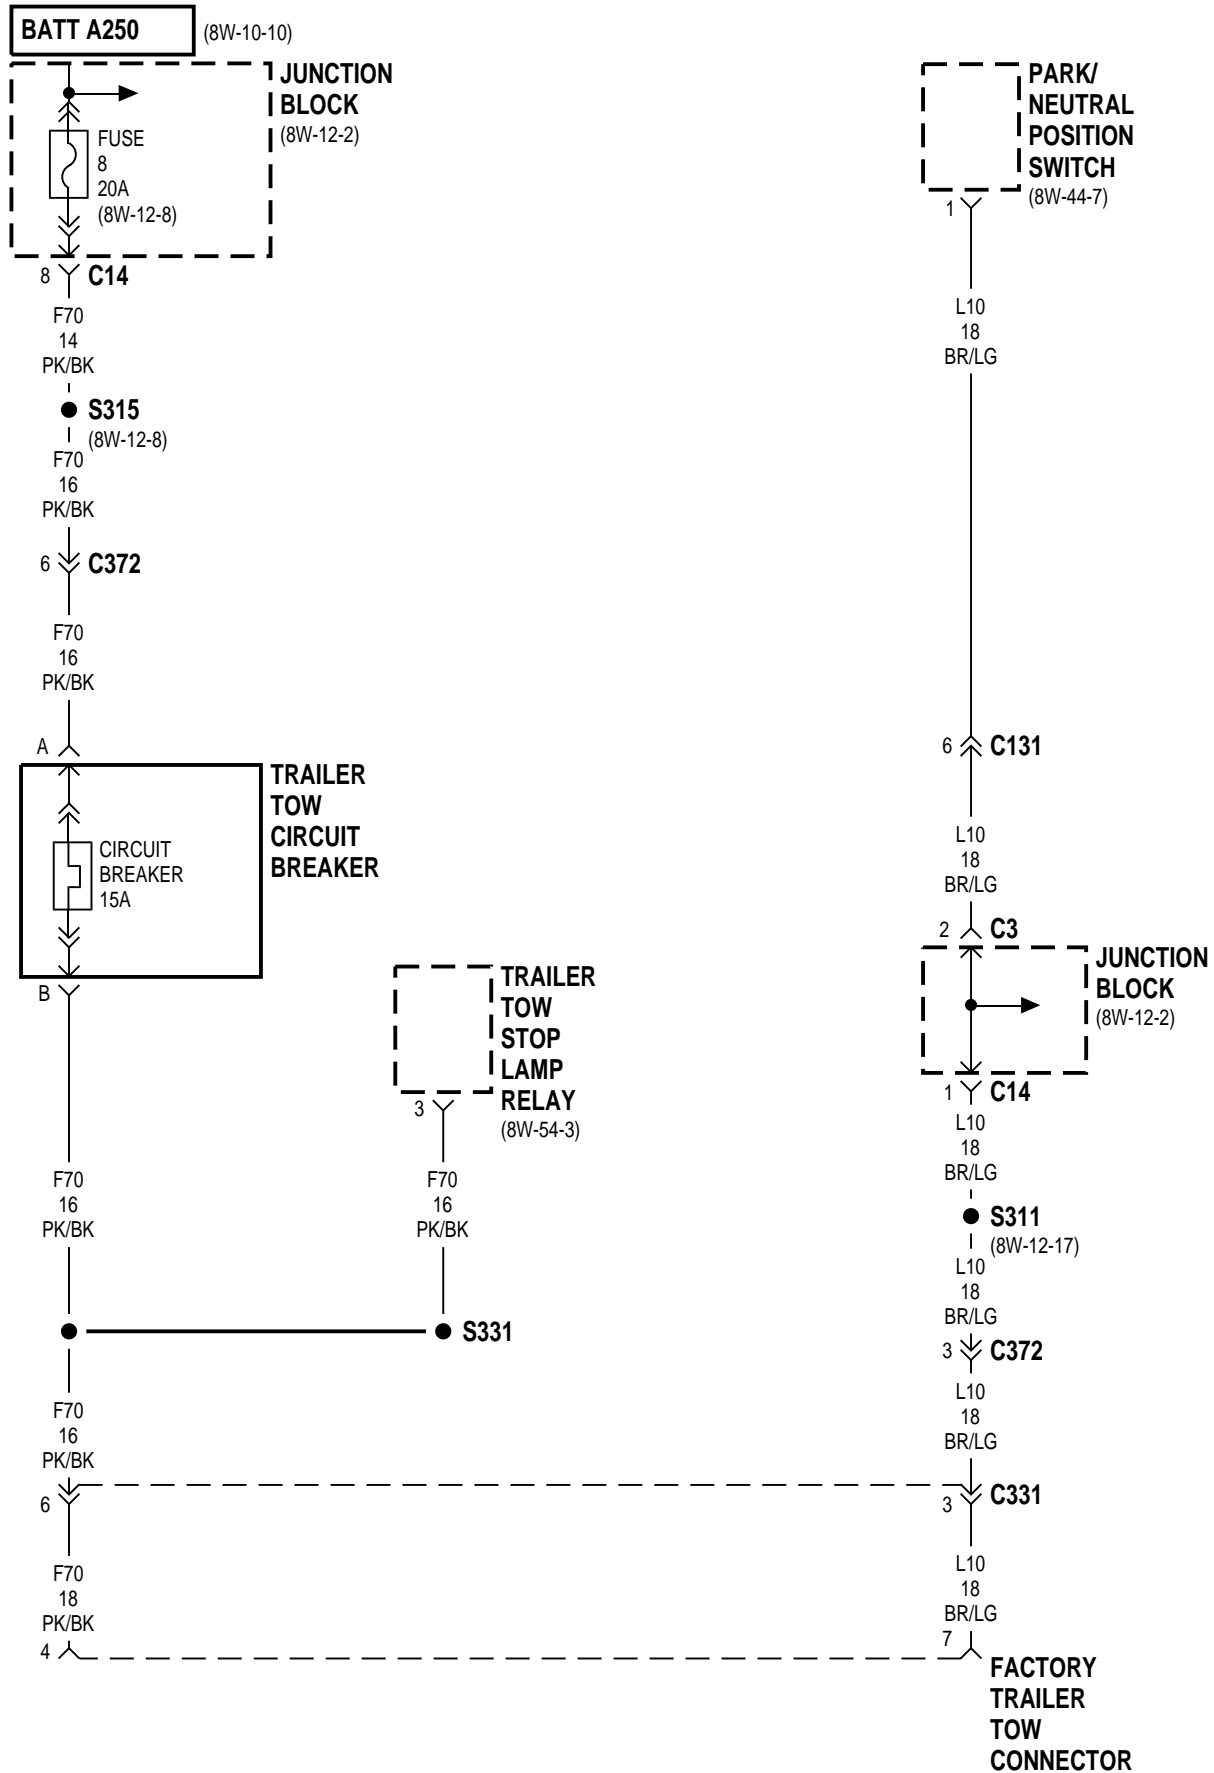 BATT A250
(8W-10-10)
JUNCTION
BLOCK
(8W-12-2)
FUSE
8
20A
(8W-12-8)
8
C14
F70
14
PK/BK
S315
(8W-12-8)
F70
16
PK/BK
6
C372
F70
16
PK/BK
A
TRAILER
TOW
CIRCUIT
BREAKER
CIRCUIT
BREAKER
15A
B
TRAILER
TOW
STOP
LAMP
RELAY
(8W-54-3)
3
F70
16
PK/BK
F70
16
PK/BK
S331
F70
16
PK/BK
6
F70
18
PK/BK
4
PARK/
NEUTRAL
POSITION
SWITCH
(8W-44-7)
1
L10
18
BR/LG
6
C131
L10
18
BR/LG
2
C3
JUNCTION
BLOCK
(8W-12-2)
1
C14
L10
18
BR/LG
S311
(8W-12-17)
L10
18
BR/LG
3
C372
L10
18
BR/LG
3
C331
L10
18
BR/LG
7
FACTORY
TRAILER
TOW
CONNECTOR